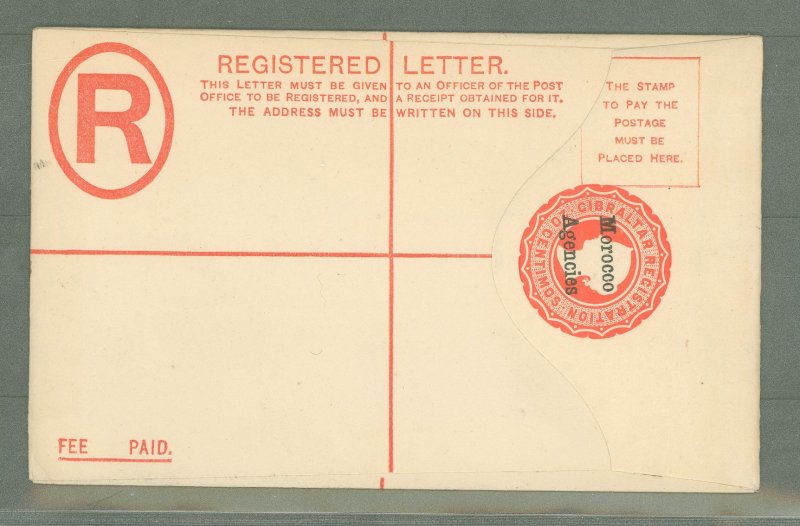 R
REGISTERED LETTER.
THIS LETTER MUST BE GIVEN TO AN OFFICER OF THE POST
OFFICE TO BE REGISTERED, AND A RECEIPT OBTAINED FOR IT.
THE ADDRESS MUST BE WRITTEN ON THIS SIDE.
THE STAMP
TO PAY THE
POSTAGE
MUST BE
PLACED HERE.
GIBRALTAR REGISTRATION
20 CENTIMOS
Morocco
Agencies
FEE PAID.